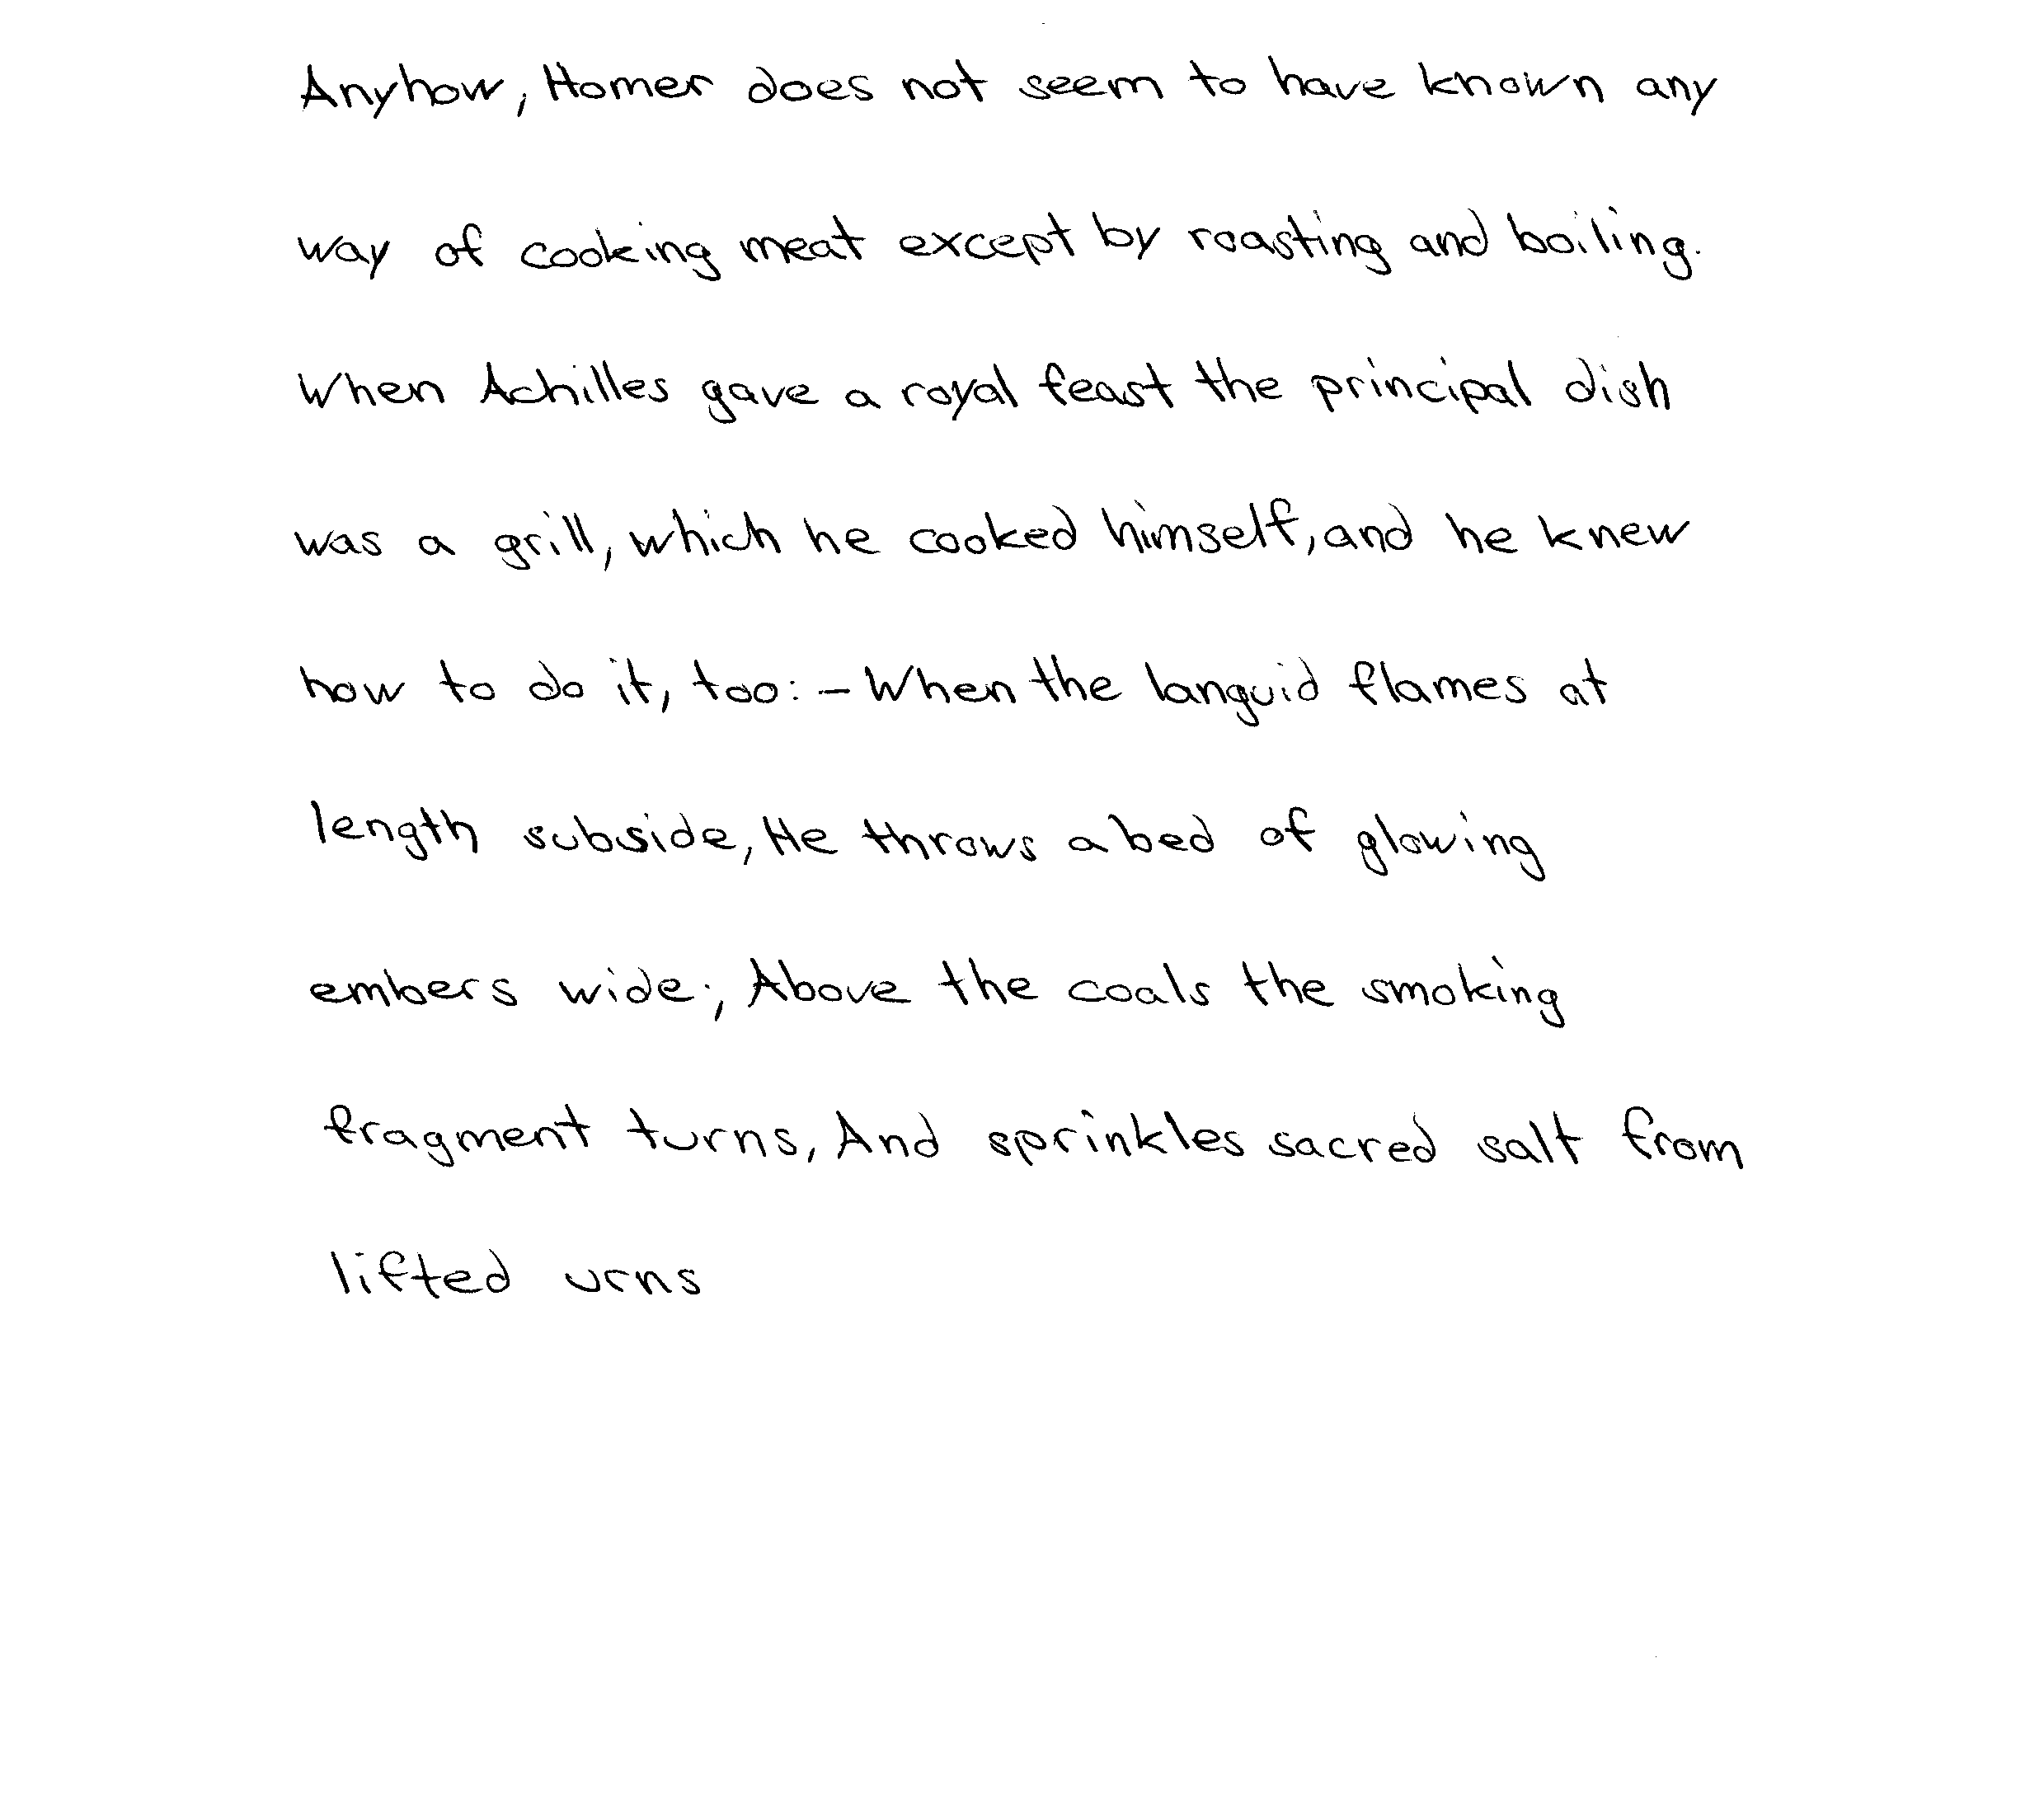 Anyhow, Homer does not seem to have known any
way of cooking meat except by roasting and boiling.
When Achilles gave a royal feast the principal dish
was a grill, which he cooked himself, and he knew
how to do it, too: - When the languid flames at
length subside, He throws a bed of glowing
embers wide; Above the coals the smoking
fragment turns, And sprinkles sacred salt from
lifted urns